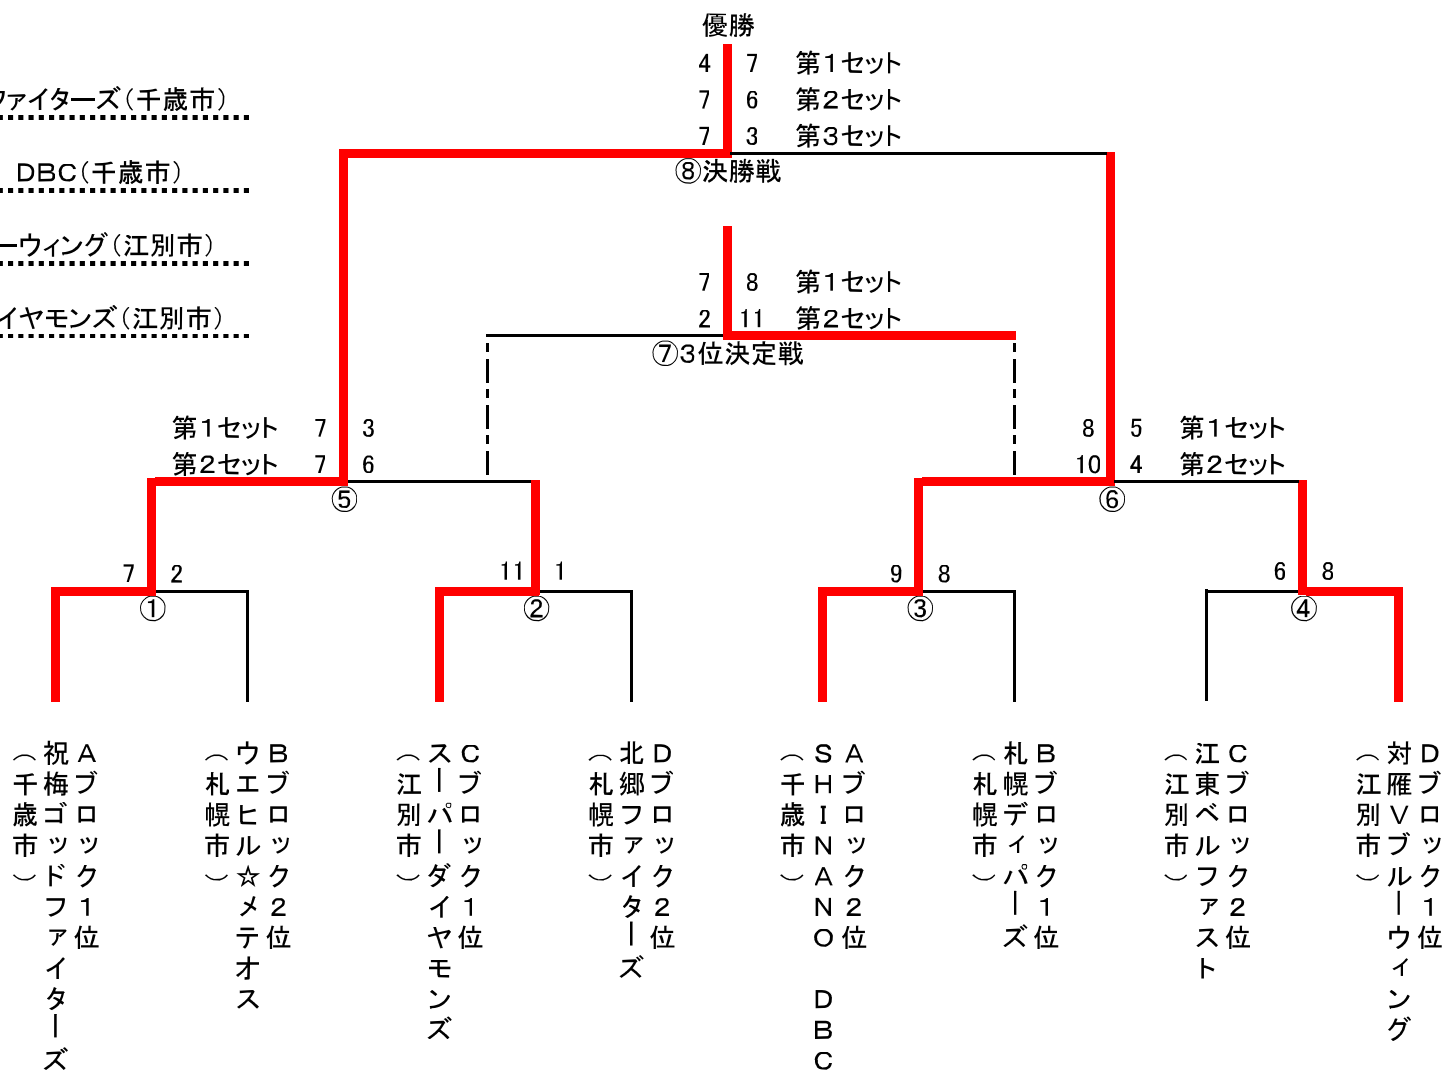 優勝
4 7 第1セット
7 6 第2セット
7 3 第3セット
⑧決勝戦
ファイターズ(千歳市)
DBC(千歳市)
ーウィング(江別市)
イヤモンズ(江別市)
7 8 第1セット
2 11 第2セット
⑦3位決定戦
第1セット 7 3
第2セット 7 6
⑤
8 5 第1セット
10 4 第2セット
⑥
7 2
①
11 1
②
9 8
③
6 8
④
Aブロック1位
祝梅ゴッドファイターズ
(千歳市)
Bブロック2位
ウエヒル☆メテオス
(札幌市)
Cブロック1位
スーパーダイヤモンズ
(江別市)
Dブロック2位
北郷ファイターズ
(札幌市)
Aブロック2位
SHINANO DBC
(千歳市)
Bブロック1位
札幌ディパーズ
(札幌市)
Cブロック2位
江東ベルファスト
(江別市)
Dブロック1位
対雁Vブルーウィング
(江別市)